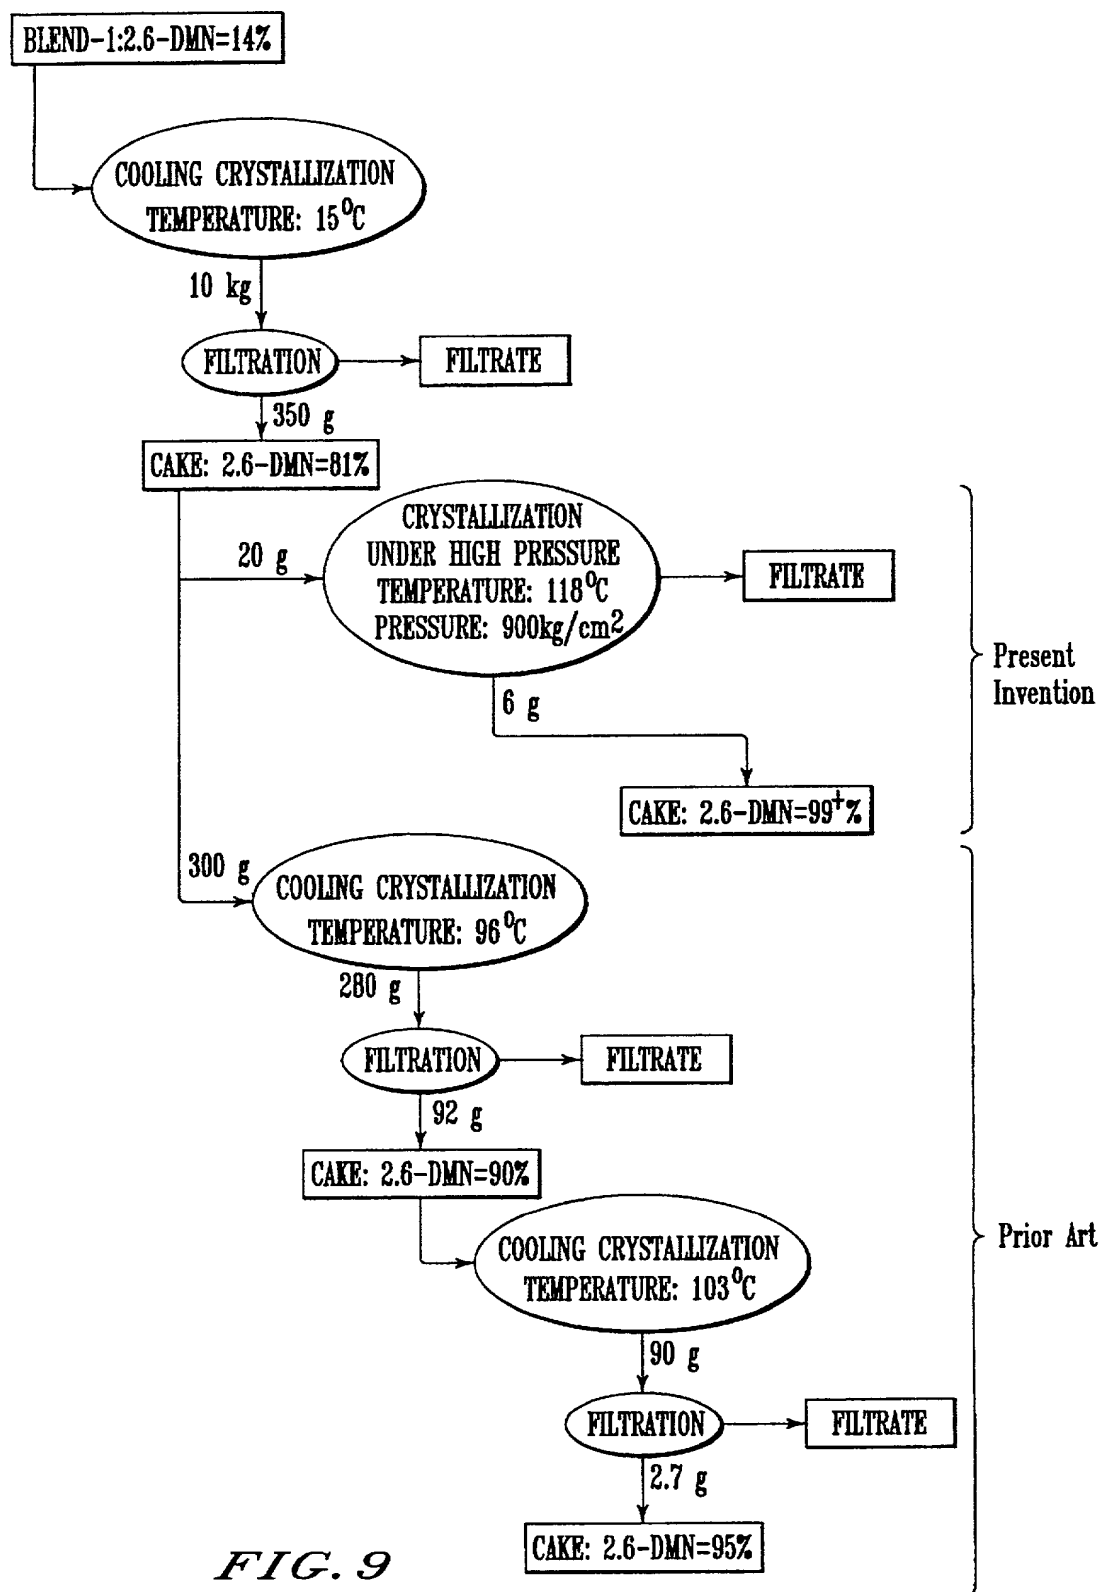 BLEND-1:2.6-DMN=14%
COOLING CRYSTALLIZATION
TEMPERATURE: 15°C
10 kg
FILTRATION
FILTRATE
350 g
CAKE: 2.6-DMN=81%
CRYSTALLIZATION
UNDER HIGH PRESSURE
TEMPERATURE: 118°C
PRESSURE: 900kg/cm²
20 g
FILTRATE
Present
Invention
6 g
CAKE: 2.6-DMN=99⁺%
300 g
COOLING CRYSTALLIZATION
TEMPERATURE: 96°C
280 g
FILTRATION
FILTRATE
92 g
CAKE: 2.6-DMN=90%
COOLING CRYSTALLIZATION
TEMPERATURE: 103°C
Prior Art
90 g
FILTRATION
FILTRATE
2.7 g
CAKE: 2.6-DMN=95%
FIG. 9